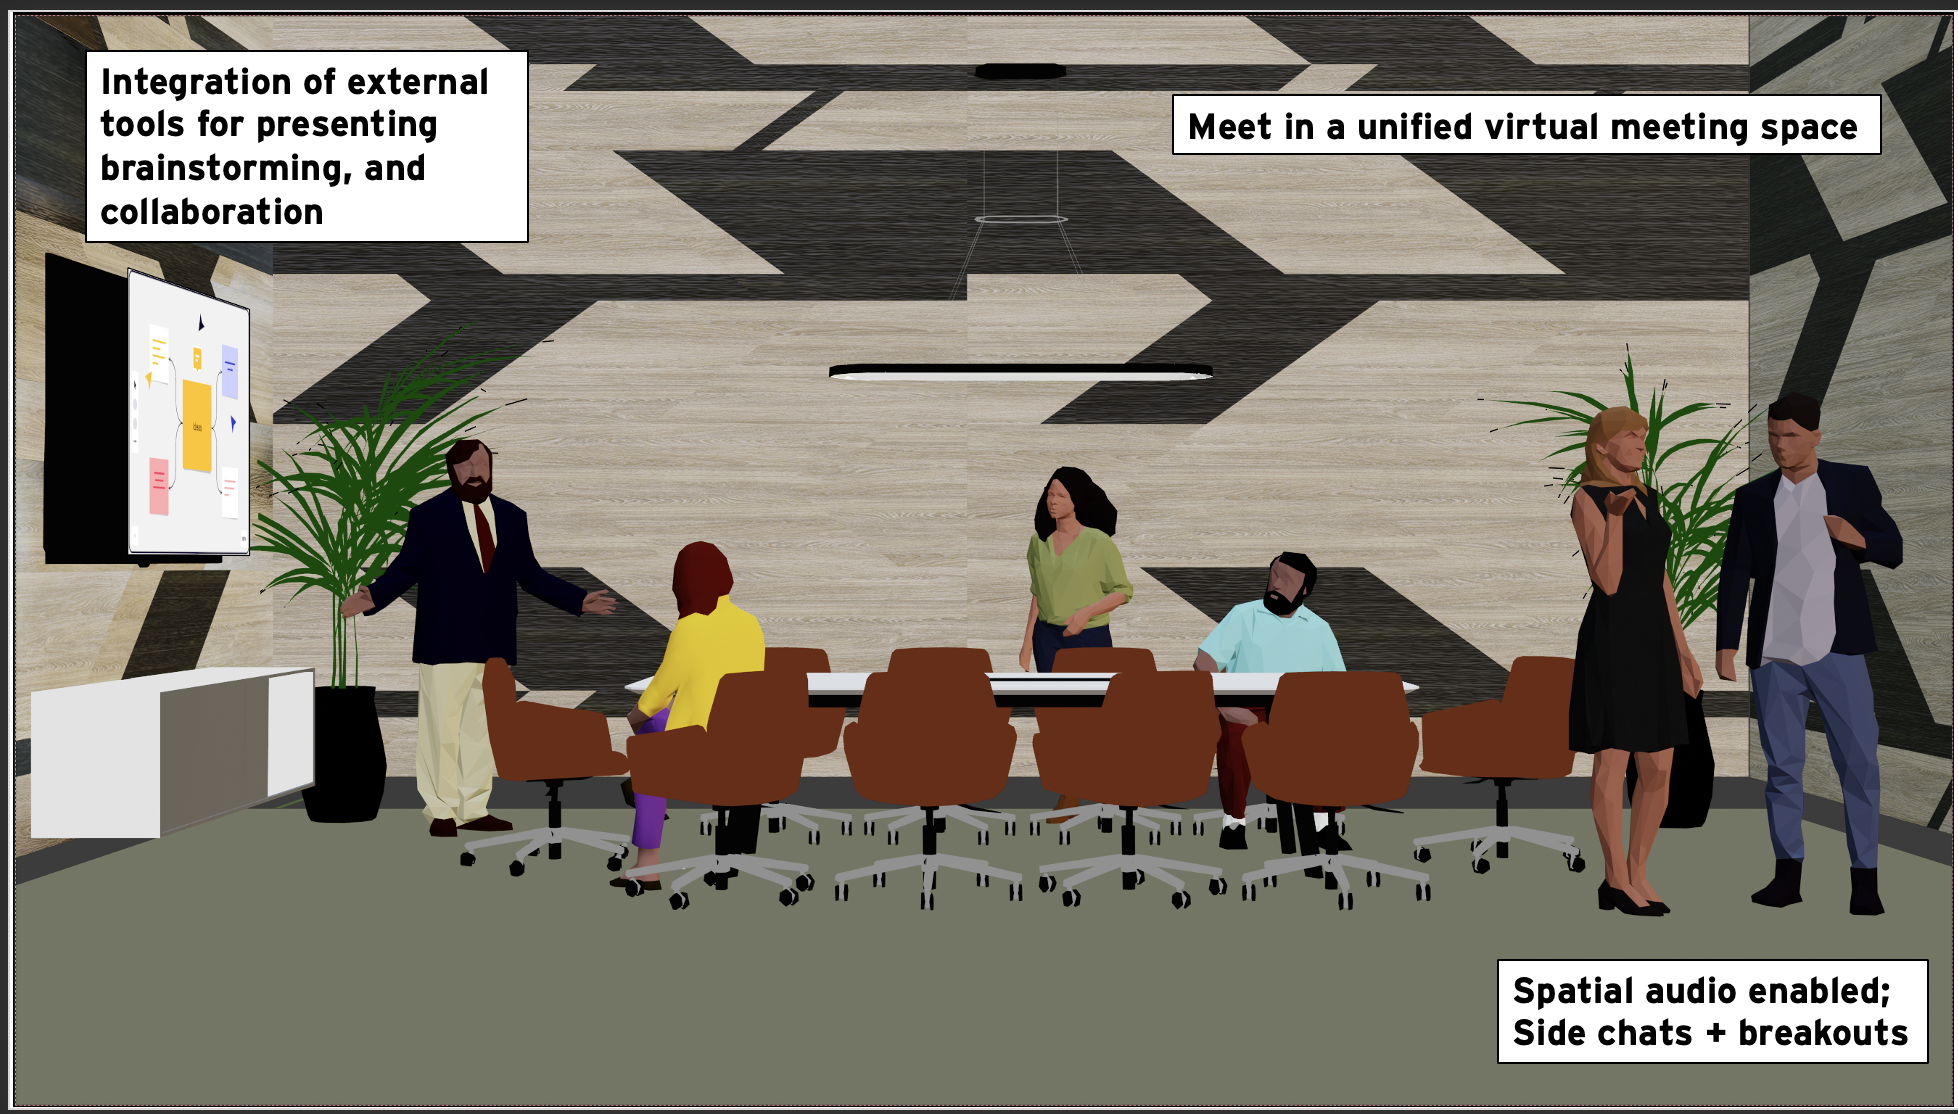 Integration of external
tools for presenting
brainstorming, and
collaboration
Meet in a unified virtual meeting space
Spatial audio enabled;
Side chats + breakouts